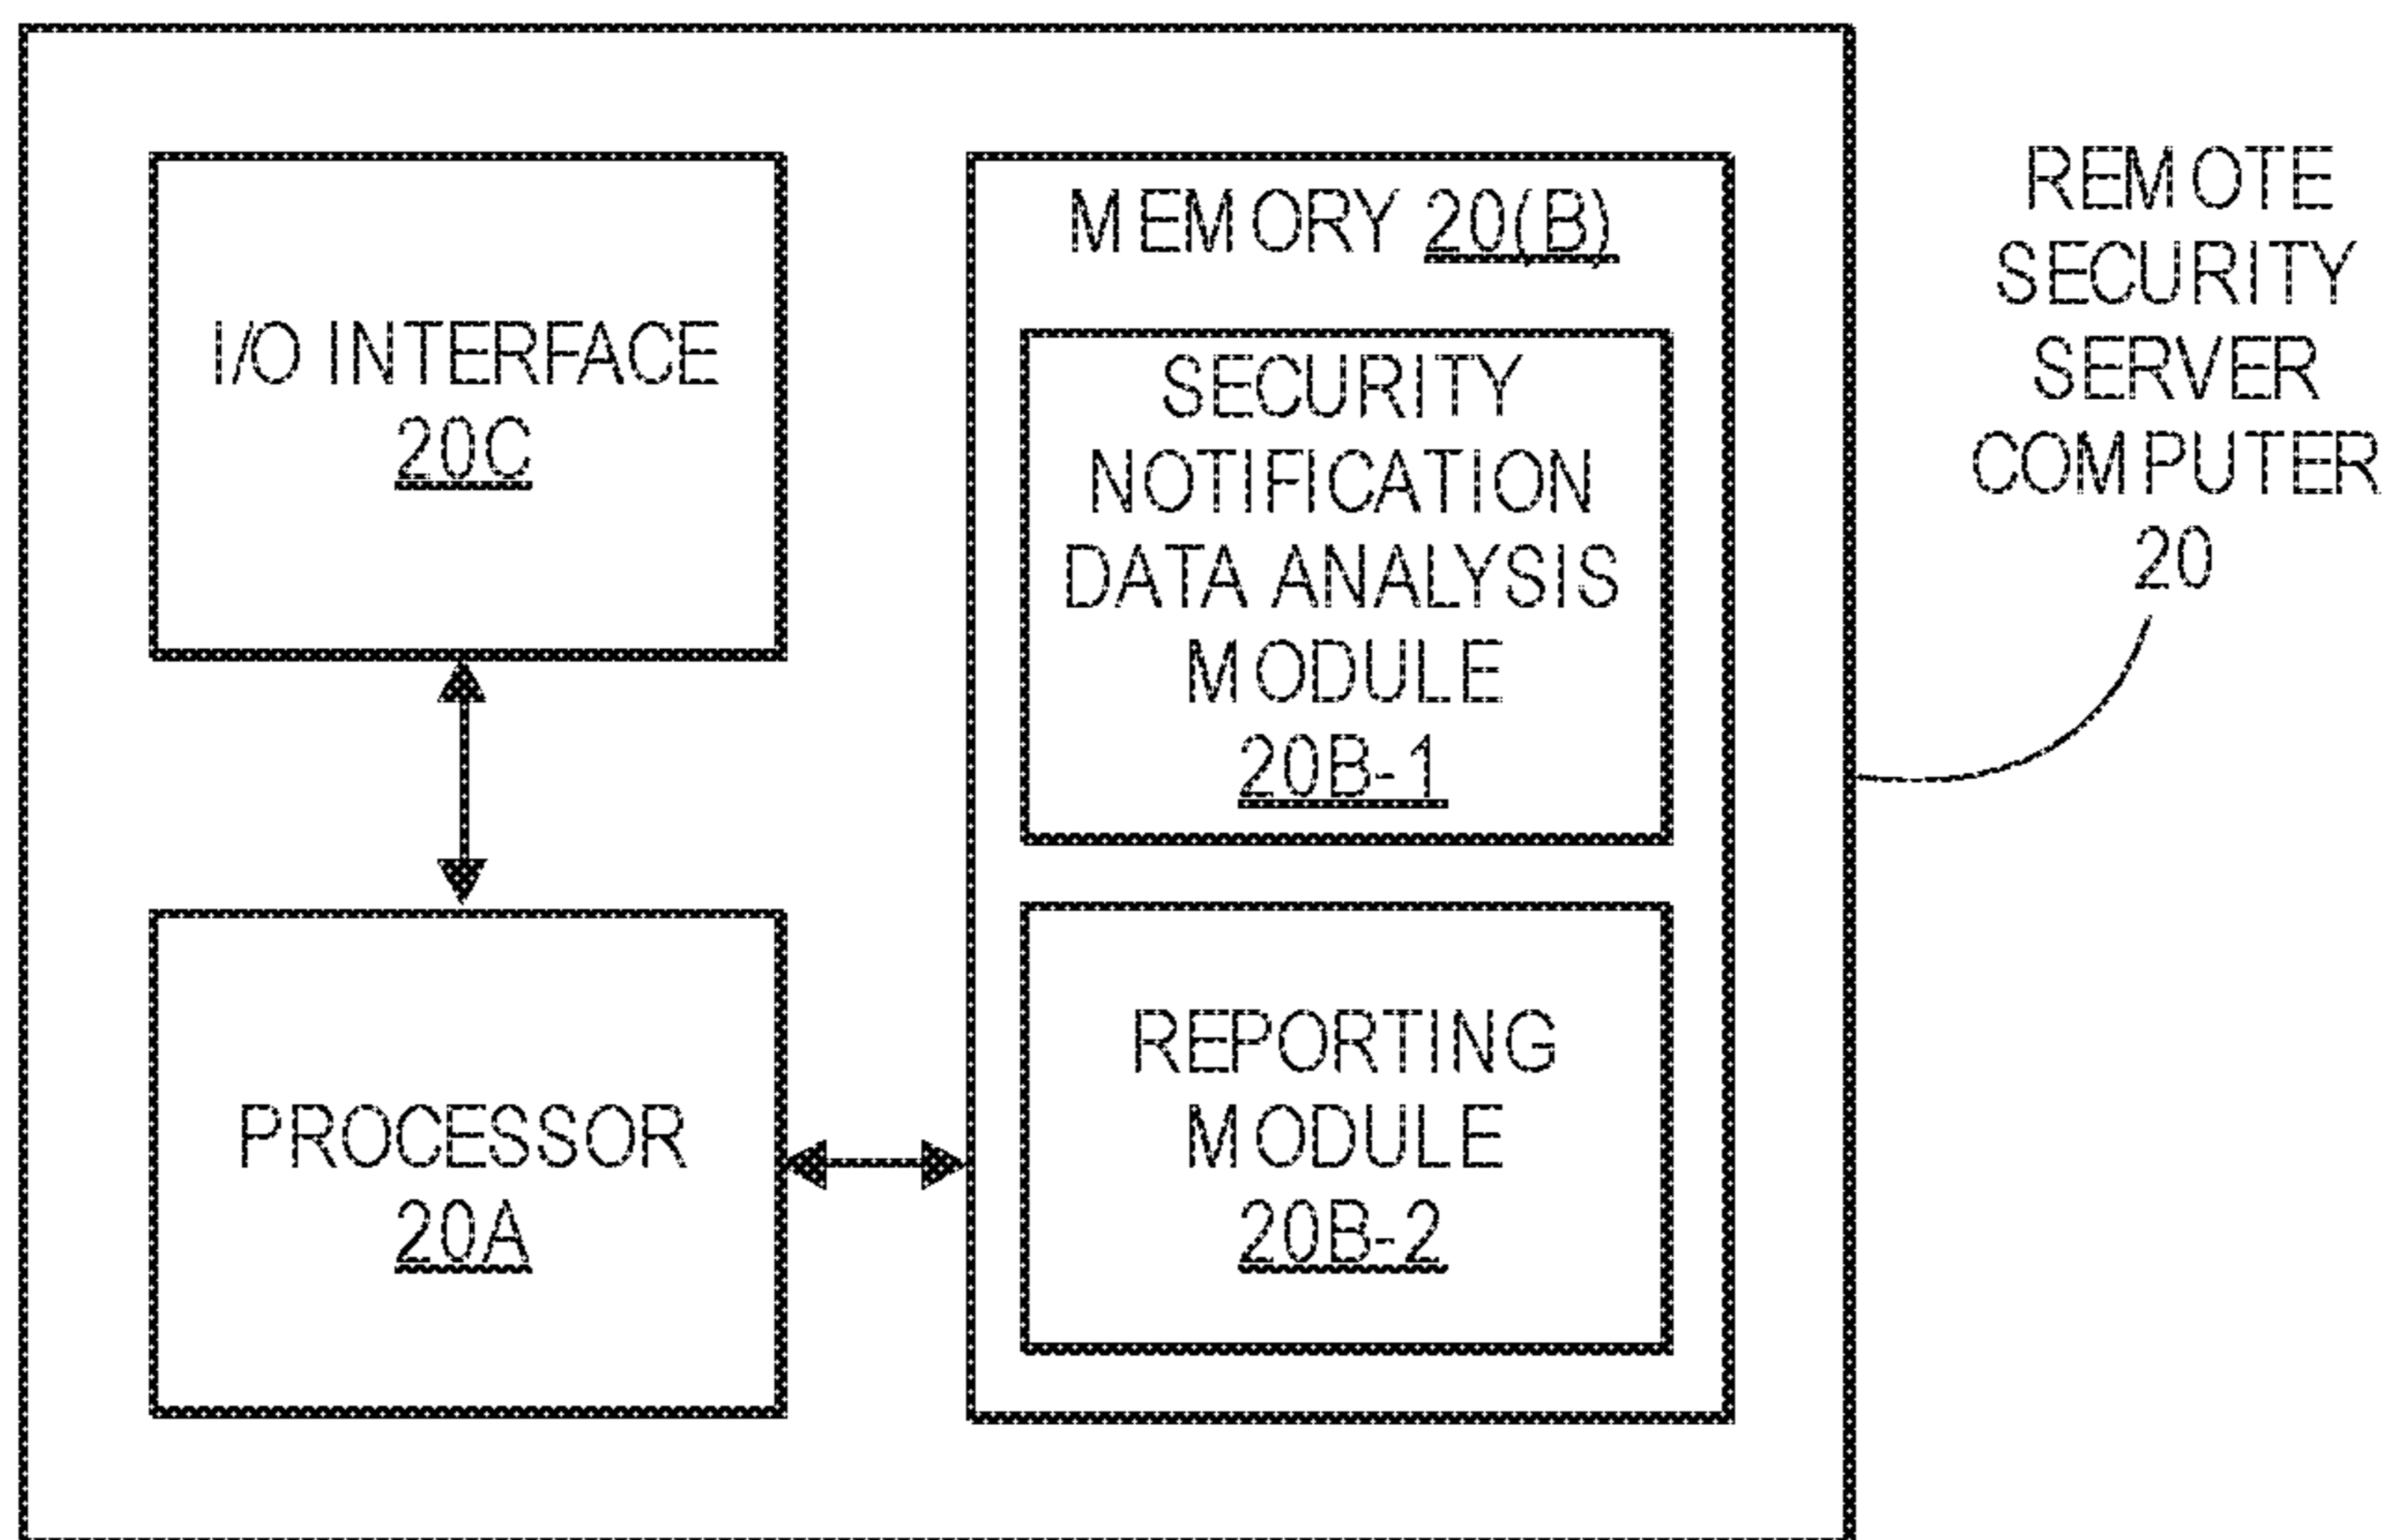 I/O INTERFACE
20C
PROCESSOR
20A
MEMORY 20(B)
SECURITY
NOTIFICATION
DATA ANALYSIS
MODULE
20B-1
REPORTING
MODULE
20B-2
REMOTE
SECURITY
SERVER
COMPUTER
20